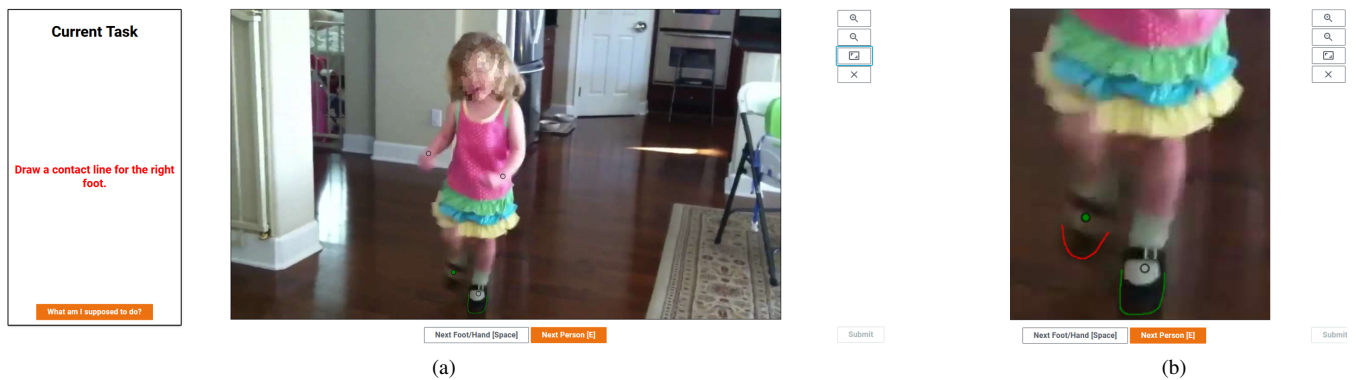 Current Task
Draw a contact line for the right
foot.
What am I supposed to do?
Next Foot/Hand [Space]
Next Person [E]
Submit
(a)
Next Foot/Hand [Space]
Next Person [E]
Submit
(b)